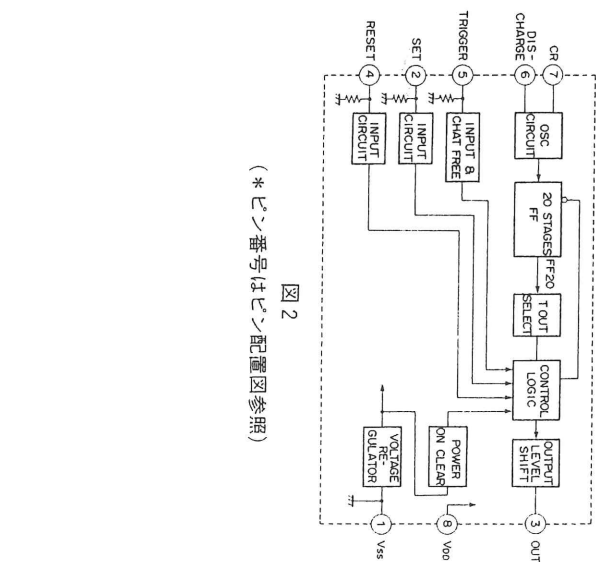 CR
7
DIS-
CHARGE
6
TRIGGER
5
SET
2
RESET
4
OSC
CIRCUIT
20 STAGES
FF
FF20
T OUT
SELECT
CONTROL
LOGIC
OUTPUT
LEVEL
SHIFT
3
OUT
INPUT &
CHAT FREE
INPUT
CIRCUIT
INPUT
CIRCUIT
POWER
ON CLEAR
8
VDD
VOLTAGE
RE-
GULATOR
1
VSS
図2
(*ピン番号はピン配置図参照)